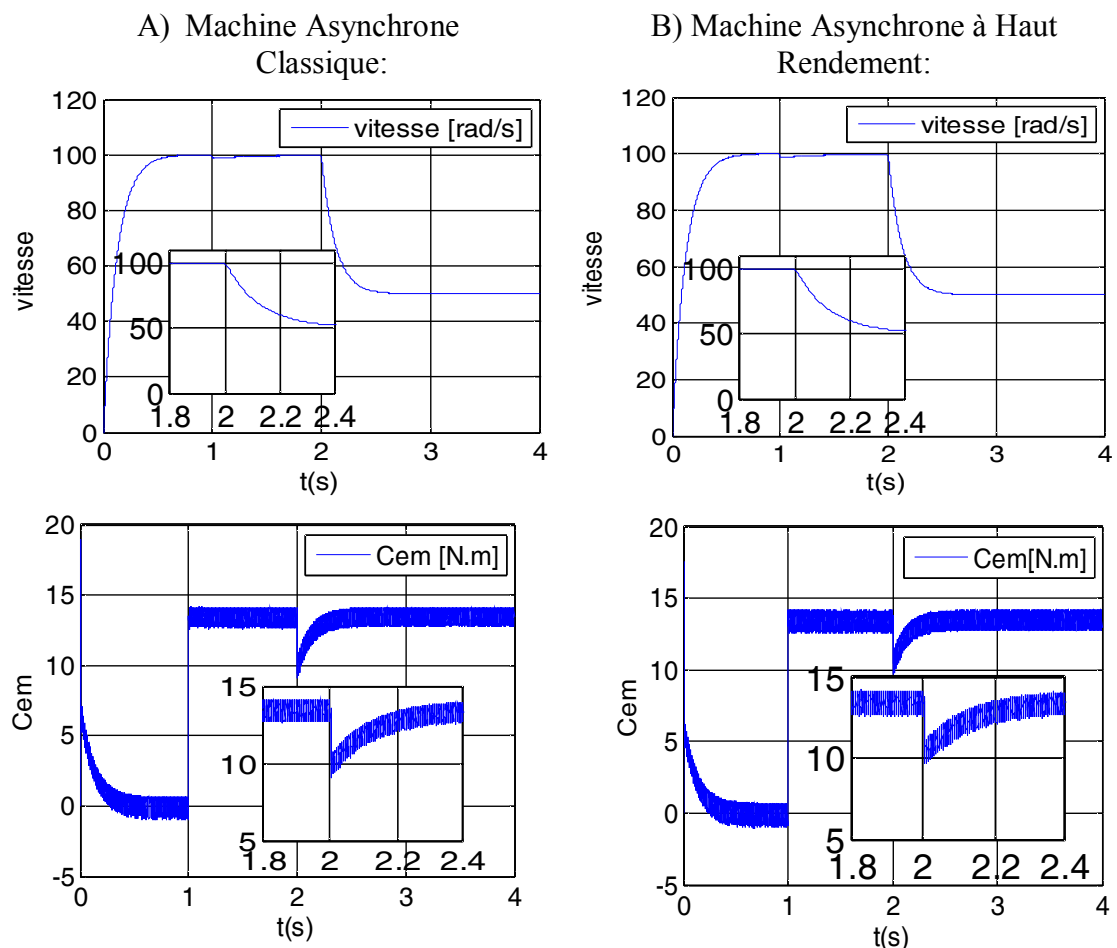 A) Machine Asynchrone
Classique:
B) Machine Asynchrone à Haut
Rendement:
120
100
80
60
40
20
0
vitesse
vitesse [rad/s]
100
50
0
1.8 2 2.2 2.4
0 1 2 3 4
t(s)
120
100
80
60
40
20
0
vitesse
vitesse [rad/s]
100
50
0
1.8 2 2.2 2.4
0 1 2 3 4
t(s)
20
15
10
5
0
-5
Cem
Cem [N.m]
15
10
5
1.8 2 2.2 2.4
0 1 2 3 4
t(s)
20
15
10
5
0
-5
Cem
Cem[N.m]
15
10
5
1.8 2 2.2 2.4
0 1 2 3 4
t(s)